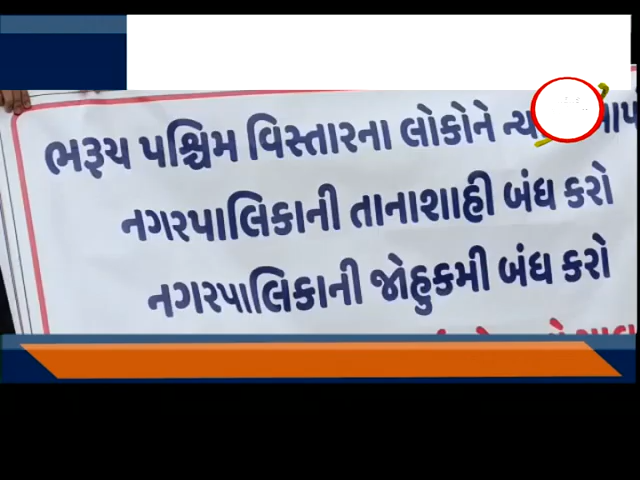 ભરૂચ પશ્ચિમ વિસ્તારના લોકોને
નગરપાલિકાની તાનાશાહી બંધ કરો
નગરપાલિકાની જોહુકમી બંધ કરો